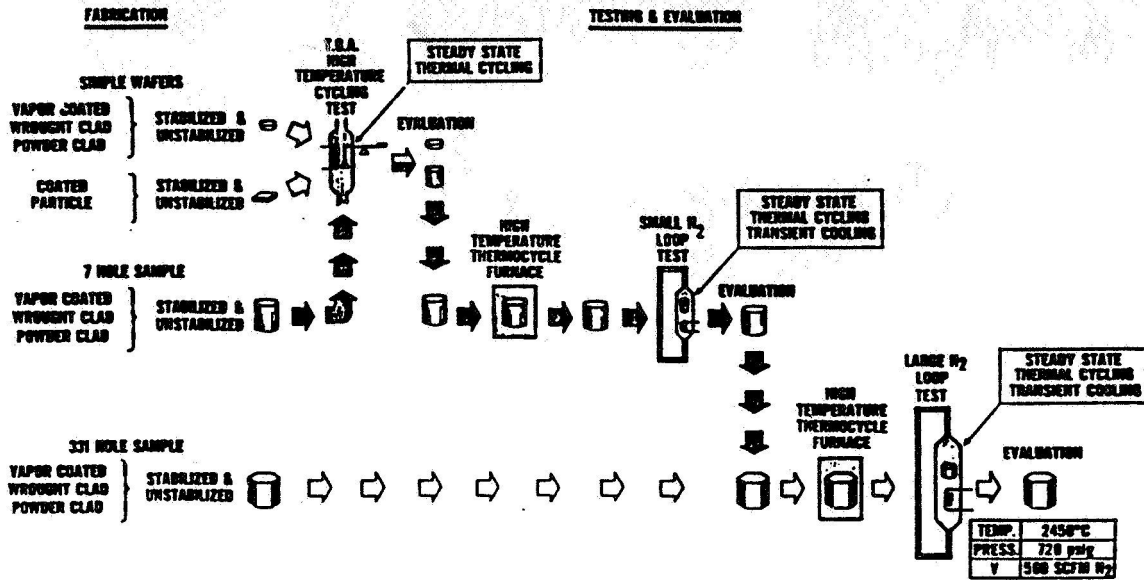 FABRICATION
TESTING & EVALUATION
T.G.A.
HIGH
TEMPERATURE
CYCLING
TEST
STEADY STATE
THERMAL CYCLING
SIMPLE WAFERS
VAPOR COATED
WROUGHT CLAD
POWDER CLAD
STABILIZED &
UNSTABILIZED
EVALUATION
COATED
PARTICLE
STABILIZED &
UNSTABILIZED
STEADY STATE
THERMAL CYCLING
TRANSIENT COOLING
SMALL H2
LOOP
TEST
HIGH
TEMPERATURE
THERMOCYCLE
FURNACE
7 HOLE SAMPLE
VAPOR COATED
WROUGHT CLAD
POWDER CLAD
STABILIZED &
UNSTABILIZED
EVALUATION
LARGE H2
LOOP
TEST
STEADY STATE
THERMAL CYCLING
TRANSIENT COOLING
HIGH
TEMPERATURE
THERMOCYCLE
FURNACE
331 HOLE SAMPLE
VAPOR COATED
WROUGHT CLAD
POWDER CLAD
STABILIZED &
UNSTABILIZED
EVALUATION
TEMP. 2450°C
PRESS. 720 psig
V 500 SCFM H2